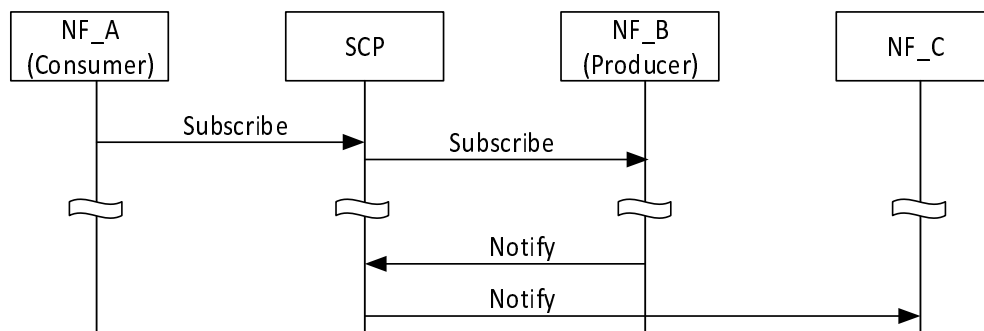 NF_A
(Consumer)
SCP
NF_B
(Producer)
NF_C
Subscribe
Subscribe
Notify
Notify